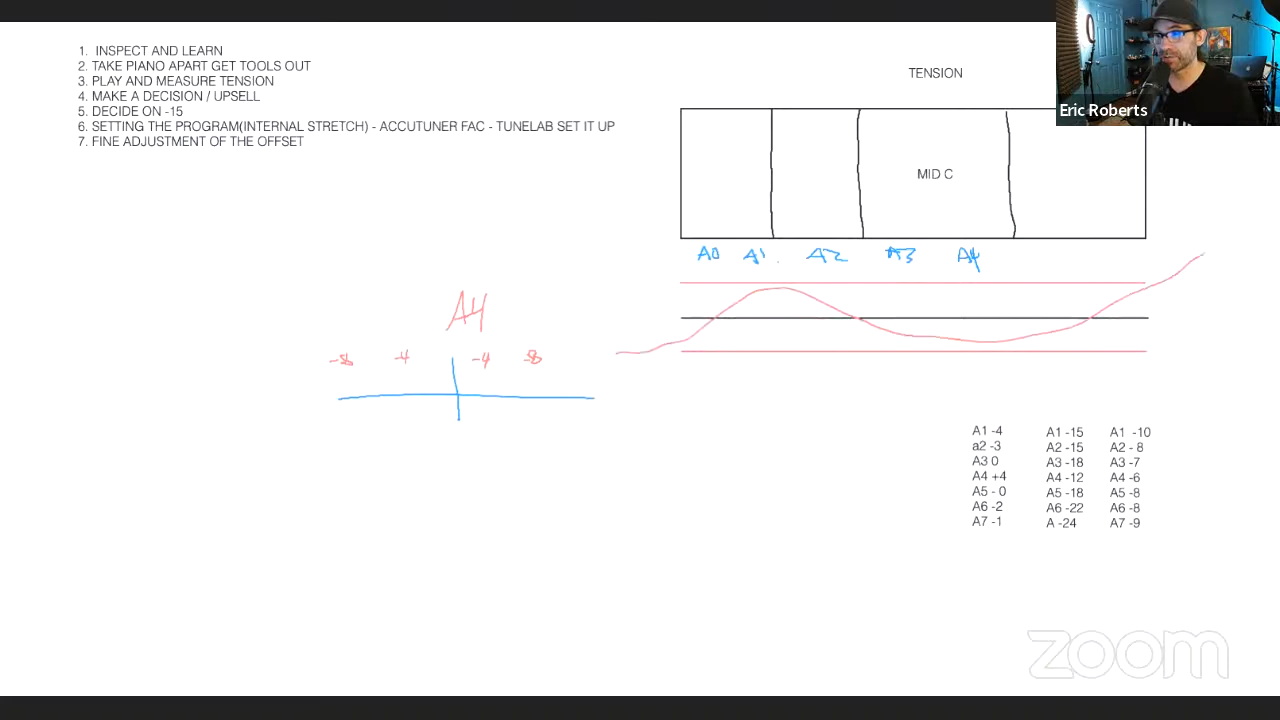 1. INSPECT AND LEARN
2. TAKE PIANO APART GET TOOLS OUT
3. PLAY AND MEASURE TENSION
4. MAKE A DECISION / UPSELL
5. DECIDE ON -15
6. SETTING THE PROGRAM(INTERNAL STRETCH) - ACCUTUNER FAC - TUNELAB SET IT UP
7. FINE ADJUSTMENT OF THE OFFSET
TENSION
Eric Roberts
MID C
A0 A1 A2 A3 A4
A4
-8 -4 -4 -8
A1 -4
a2 -3
A3 0
A4 +4
A5 - 0
A6 -2
A7 -1
A1 -15
A2 -15
A3 -18
A4 -12
A5 -18
A6 -22
A -24
A1 -10
A2 - 8
A3 -7
A4 -6
A5 -8
A6 -8
A7 -9
zoom